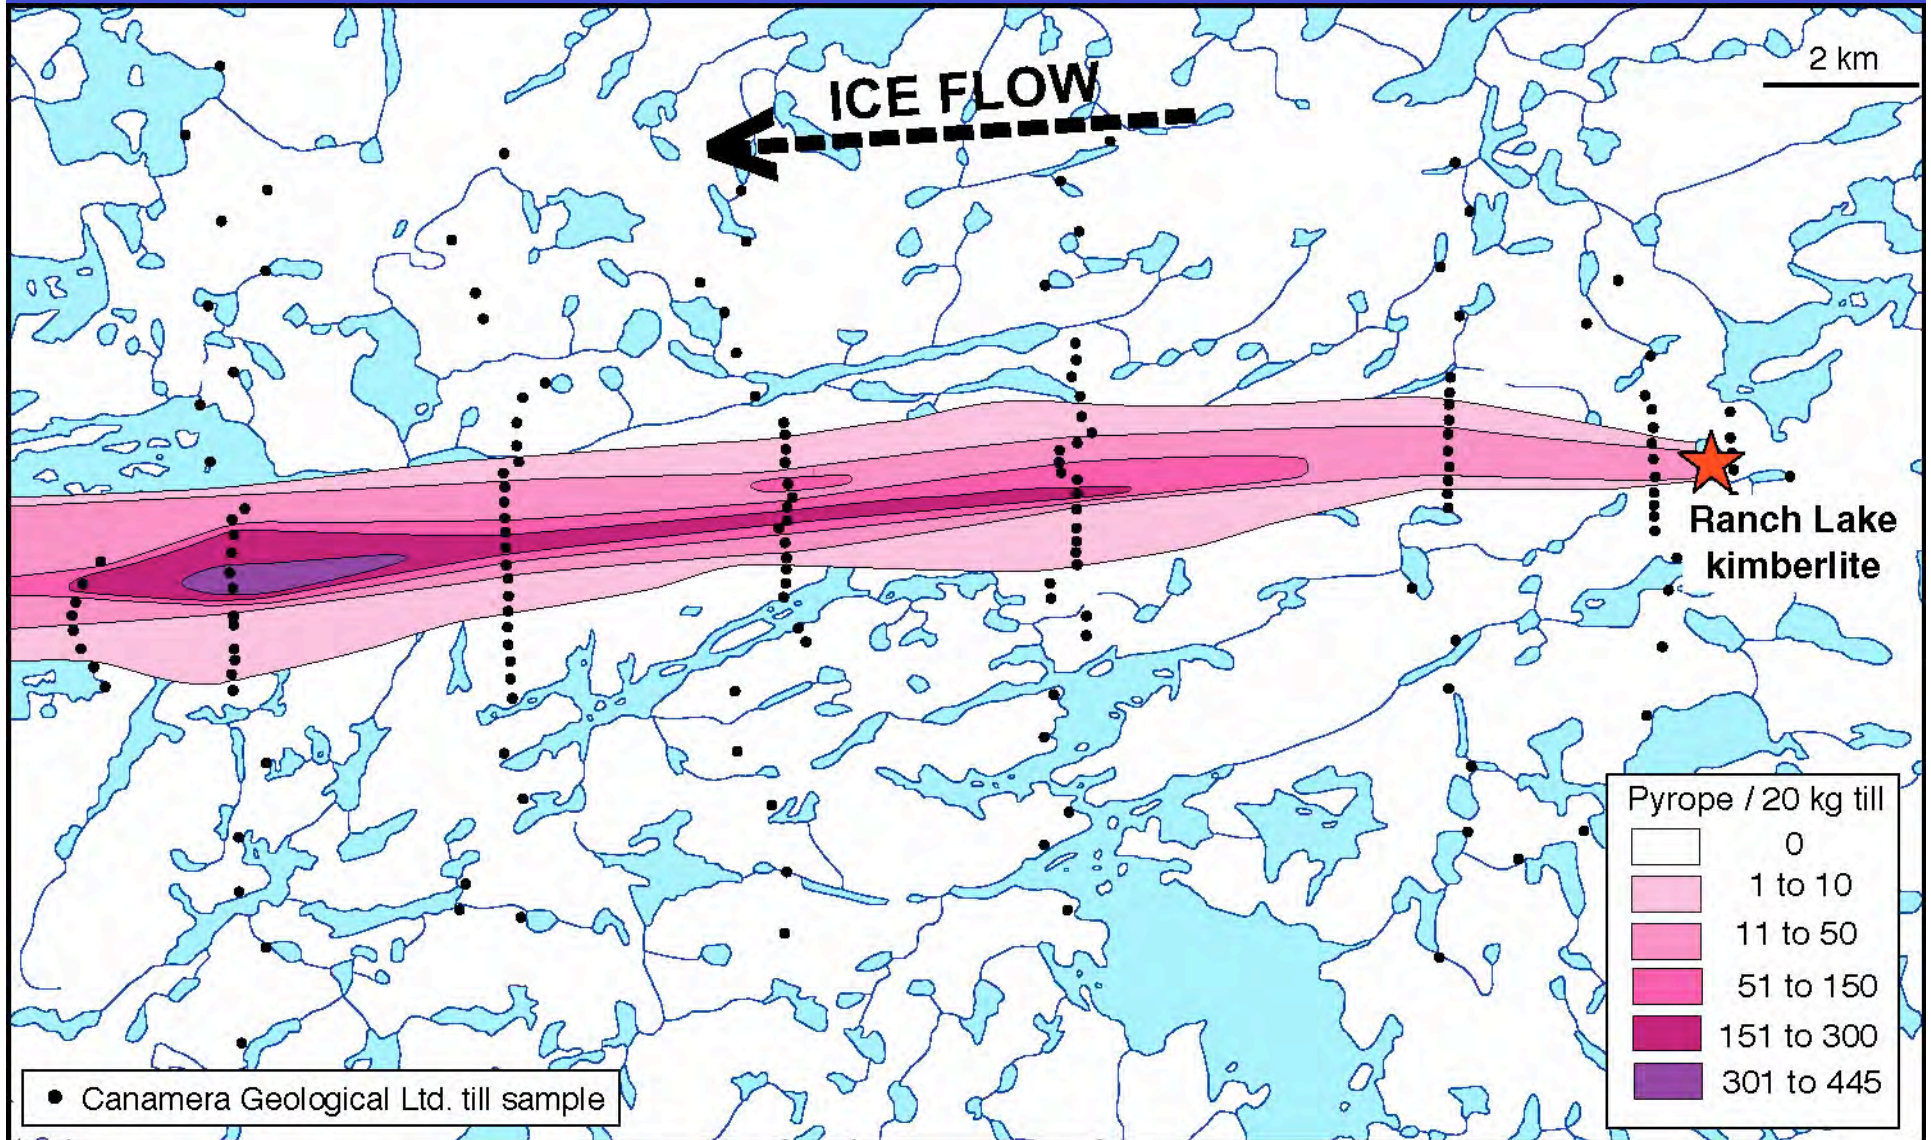 ICE FLOW
2 km
Ranch Lake
kimberlite
Pyrope / 20 kg till
0
1 to 10
11 to 50
51 to 150
151 to 300
301 to 445
Canamera Geological Ltd. till sample